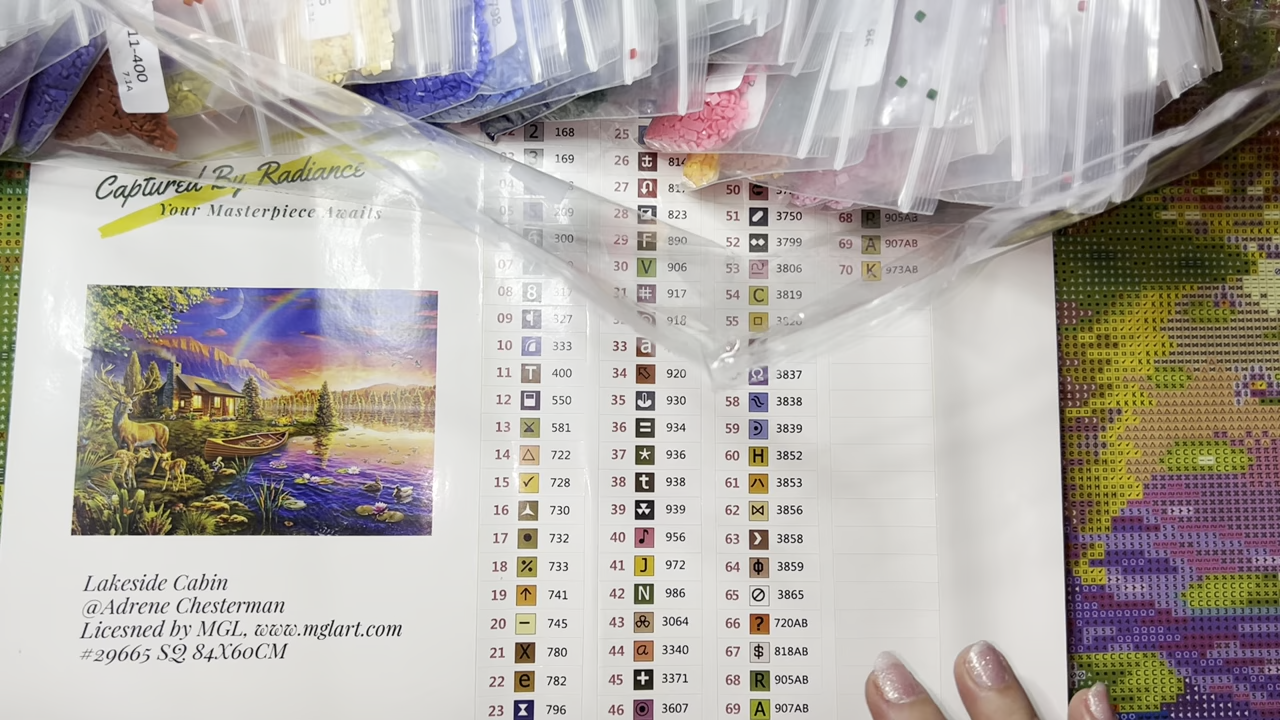 11-400
71A
Captured By Radiance
Your Masterpiece Awaits
2 168
169
269
300
07
08 8
09 327
10 333
11 T 400
12 550
13 581
14 722
15 728
16 730
17 732
18 733
19 741
20 745
21 X 780
22 e 782
23 796
25
26
27
28 823
29 F 890
30 V 906
31 # 917
918
33 a
34 920
35 930
36 = 934
37 936
38 t 938
39 939
40 956
41 J 972
42 N 986
43 3064
44 a 3340
45 3371
46 3607
50
51 3750
52 3799
53 3806
54 C 3819
55
3837
58 3838
59 3839
60 H 3852
61 3853
62 3856
63 3858
64 3859
65 3865
66 ? 720AB
67 $ 818AB
68 R 905AB
69 A 907AB
68 R 905AB
69 A 907AB
70 K 973AB
Lakeside Cabin
@Adrene Chesterman
Licesned by MGL, www.mglart.com
#29665 SQ 84X60CM